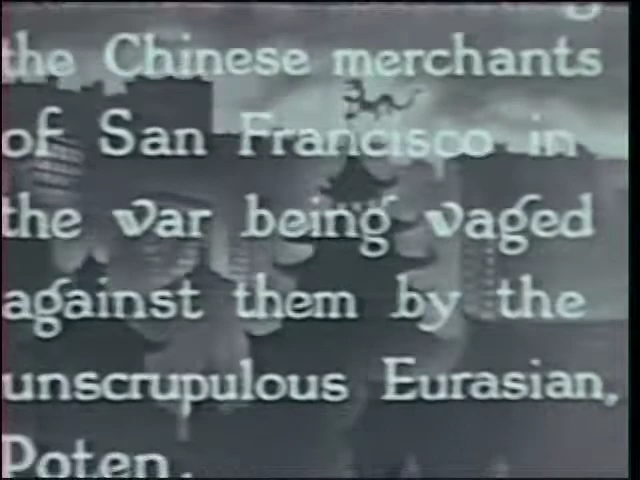 the Chinese merchants
of San Francisco in
the war being waged
against them by the
unscrupulous Eurasian,
Poten.